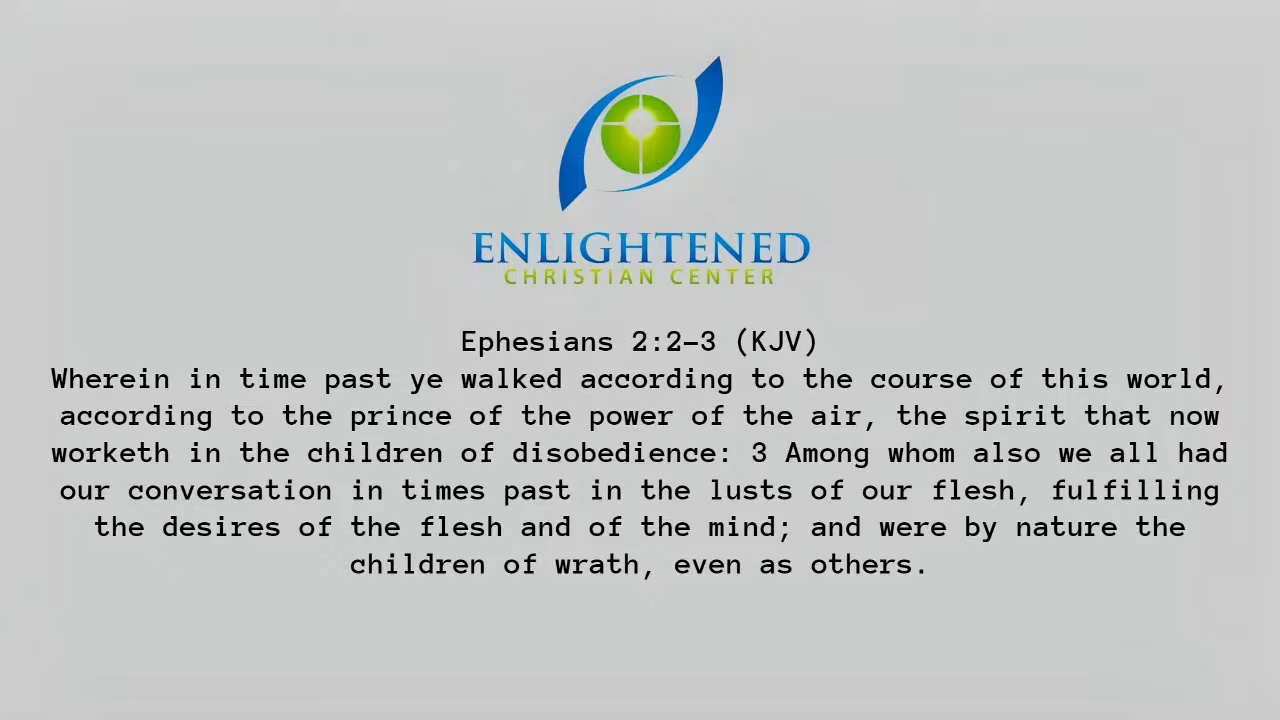 ENLIGHTENED
CHRISTIAN CENTER
Ephesians 2:2-3 (KJV)
Wherein in time past ye walked according to the course of this world,
according to the prince of the power of the air, the spirit that now
worketh in the children of disobedience: 3 Among whom also we all had
our conversation in times past in the lusts of our flesh, fulfilling
the desires of the flesh and of the mind; and were by nature the
children of wrath, even as others.